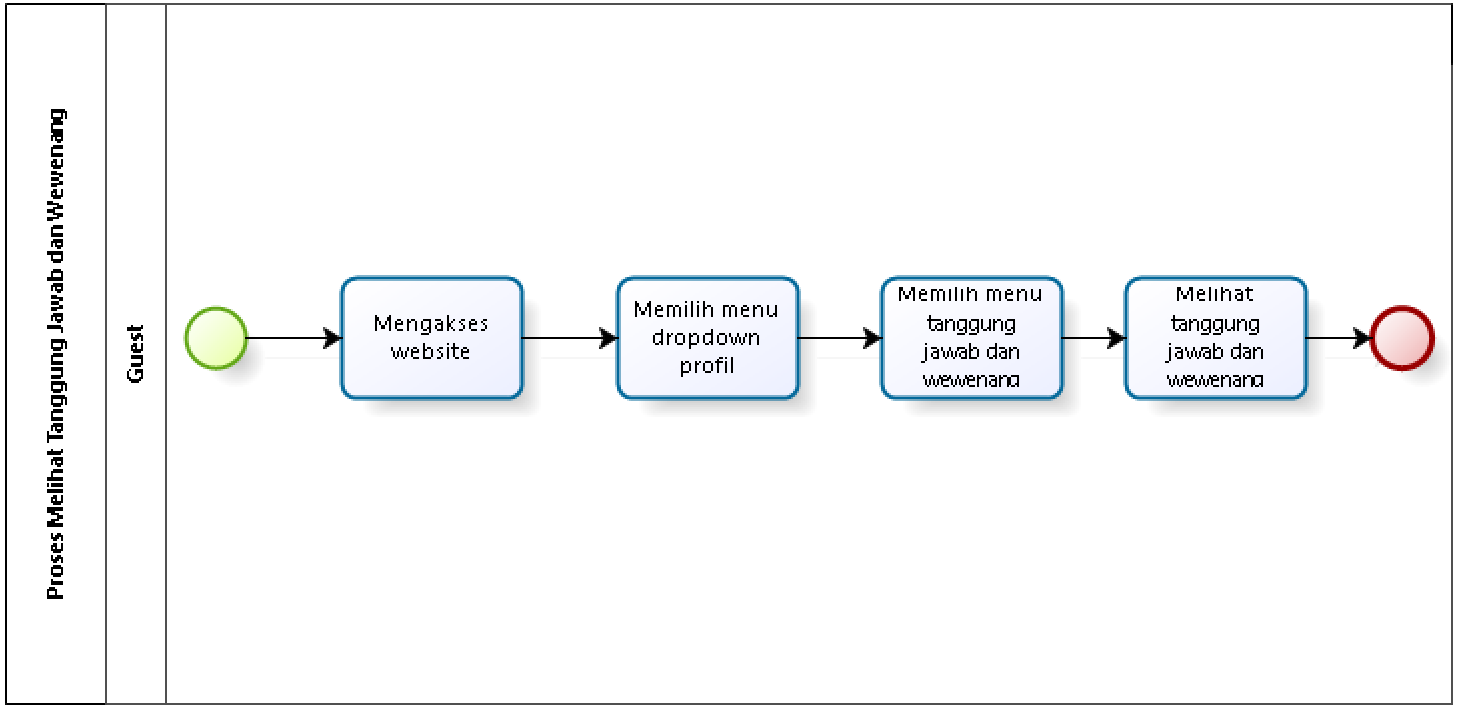 Proses Melihat Tanggung Jawab dan Wewenang
Guest
Mengakses
website
Memilih menu
dropdown
profil
Memilih menu
tanggung
jawab dan
wewenang
Melihat
tanggung
jawab dan
wewenang